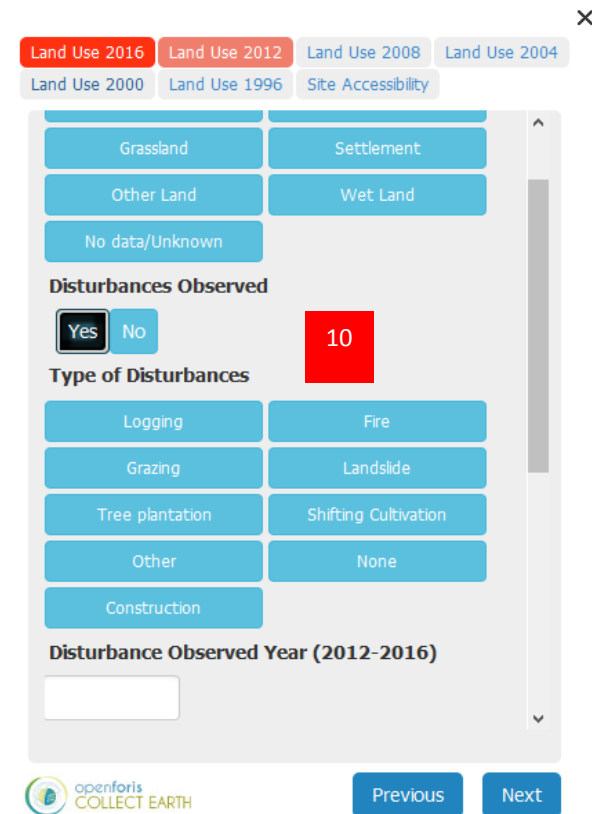 Land Use 2016 Land Use 2012 Land Use 2008 Land Use 2004
Land Use 2000 Land Use 1996 Site Accessibility
Grassland Settlement
Other Land Wet Land
No data/Unknown
Disturbances Observed
Yes No
10
Type of Disturbances
Logging Fire
Grazing Landslide
Tree plantation Shifting Cultivation
Other None
Construction
Disturbance Observed Year (2012-2016)
openforis
COLLECT EARTH
Previous Next